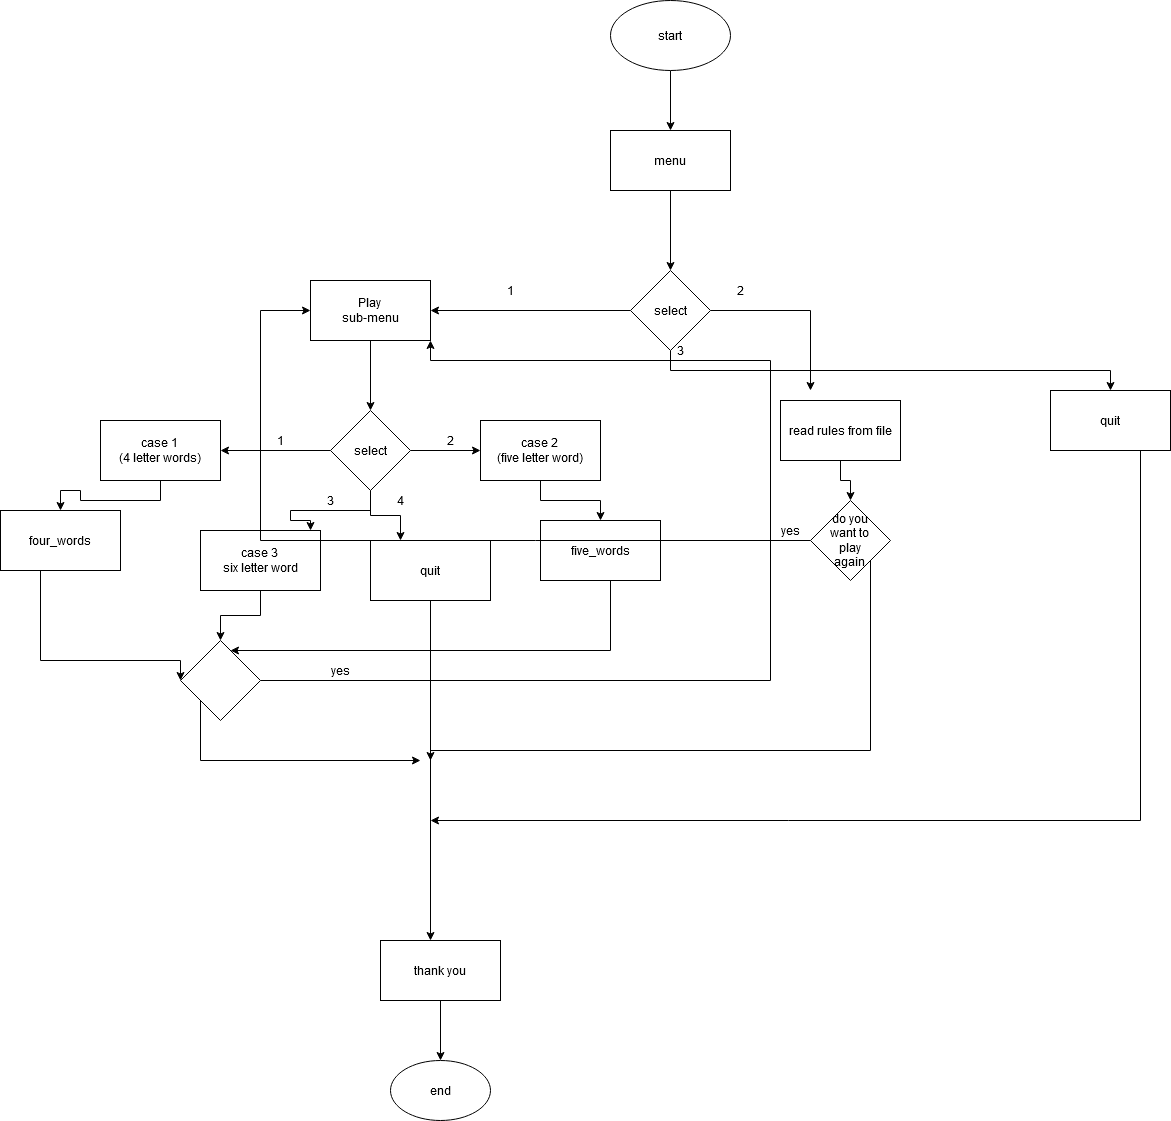 start
menu
select
1
2
3
Play
sub-menu
read rules from file
quit
select
1
2
3
4
case 1
(4 letter words)
case 2
(five letter word)
four_words
case 3
six letter word
quit
five_words
yes
do you
want to
play
again
yes
thank you
end